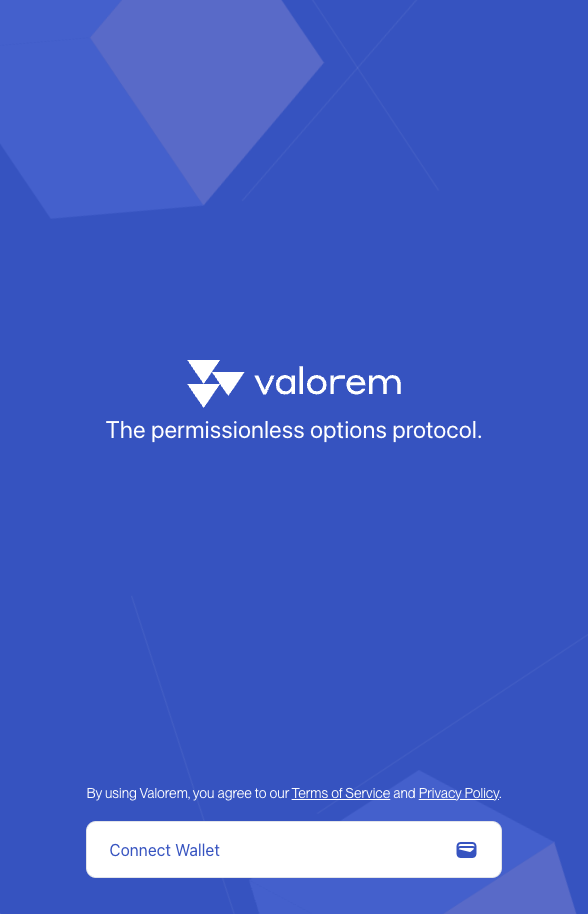 valorem
The permissionless options protocol.
By using Valorem, you agree to our Terms of Service and Privacy Policy.
Connect Wallet